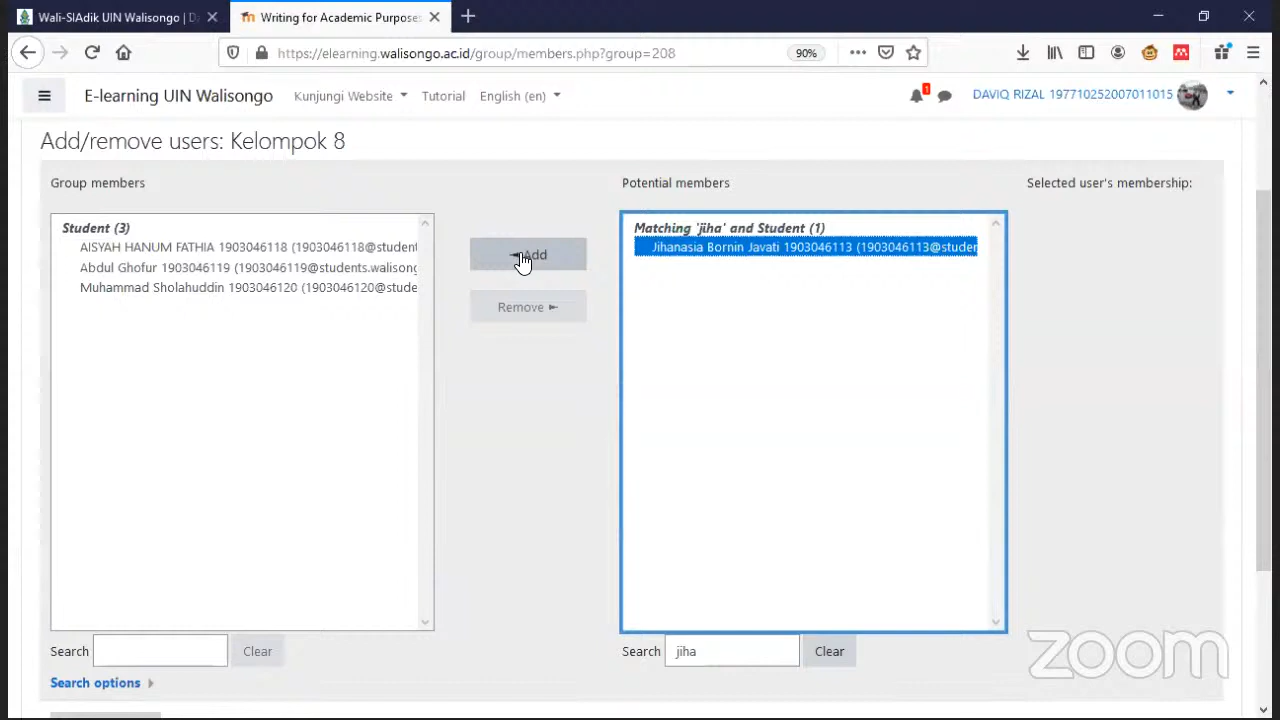 Wali-SIAdik UIN Walisongo | D
Writing for Academic Purposes
https://elearning.walisongo.ac.id/group/members.php?group=208
90%
E-learning UIN Walisongo
Kunjungi Website
Tutorial
English (en)
1
DAVIQ RIZAL 197710252007011015
Add/remove users: Kelompok 8
Group members
Potential members
Selected user's membership:
Student (3)
AISYAH HANUM FATHIA 1903046118 (1903046118@student
Abdul Ghofur 1903046119 (1903046119@students.walisong
Muhammad Sholahuddin 1903046120 (1903046120@stude
Add
Remove
Matching 'jiha' and Student (1)
Jihanasia Bornin Javati 1903046113 (1903046113@studer
Search
Clear
Search jiha Clear
Search options
zoom